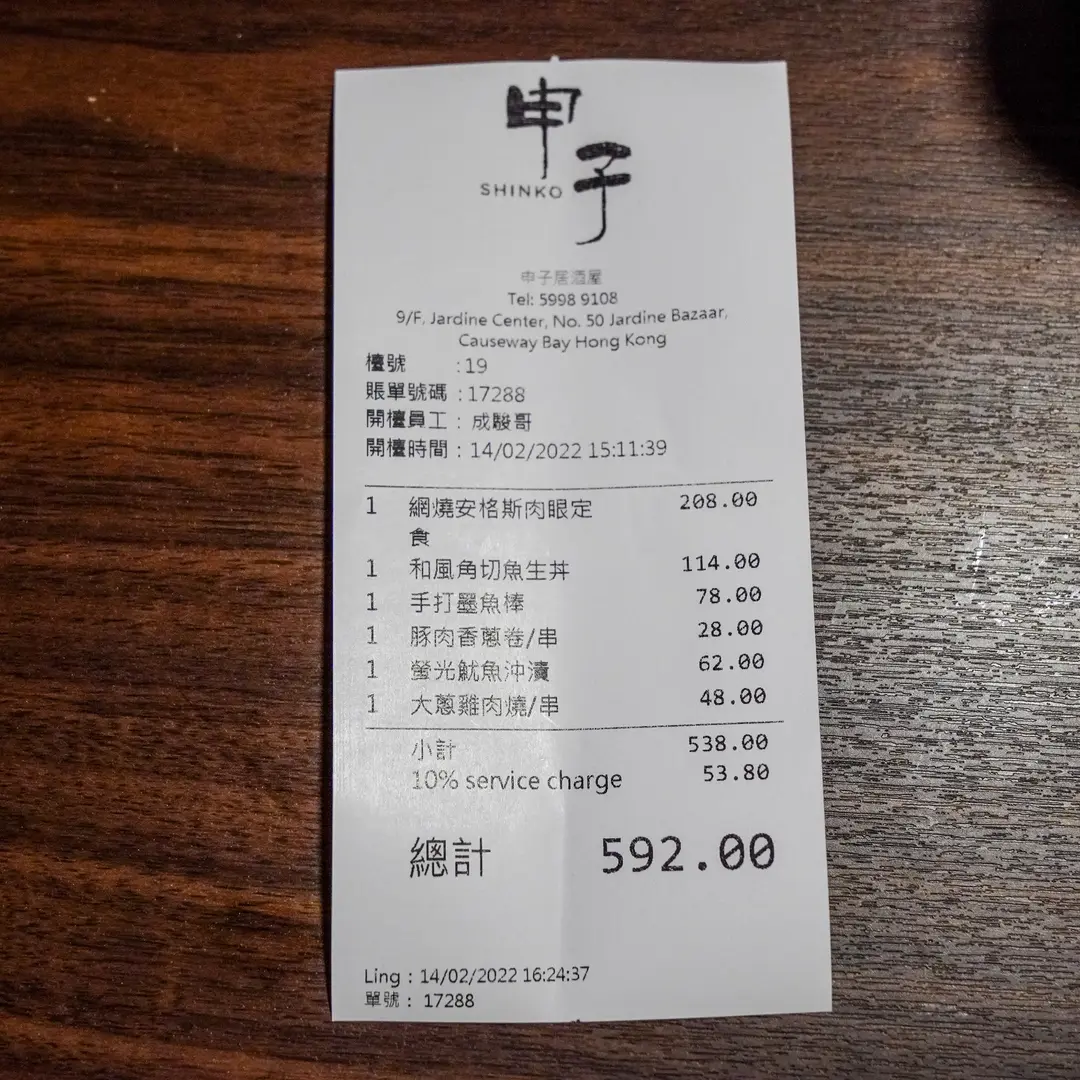 申子
SHINKO
申子居酒屋
Tel: 5998 9108
9/F, Jardine Center, No. 50 Jardine Bazaar,
Causeway Bay Hong Kong
檯號 : 19
賬單號碼 : 17288
開檯員工 : 成駿哥
開檯時間 : 14/02/2022 15:11:39
1 網燒安格斯肉眼定 208.00
食
1 和風角切魚生丼 114.00
1 手打墨魚棒 78.00
1 豚肉香蔥卷/串 28.00
1 螢光魷魚沖漬 62.00
1 大蔥雞肉燒/串 48.00
小計 538.00
10% service charge 53.80
總計 592.00
Ling : 14/02/2022 16:24:37
單號 : 17288